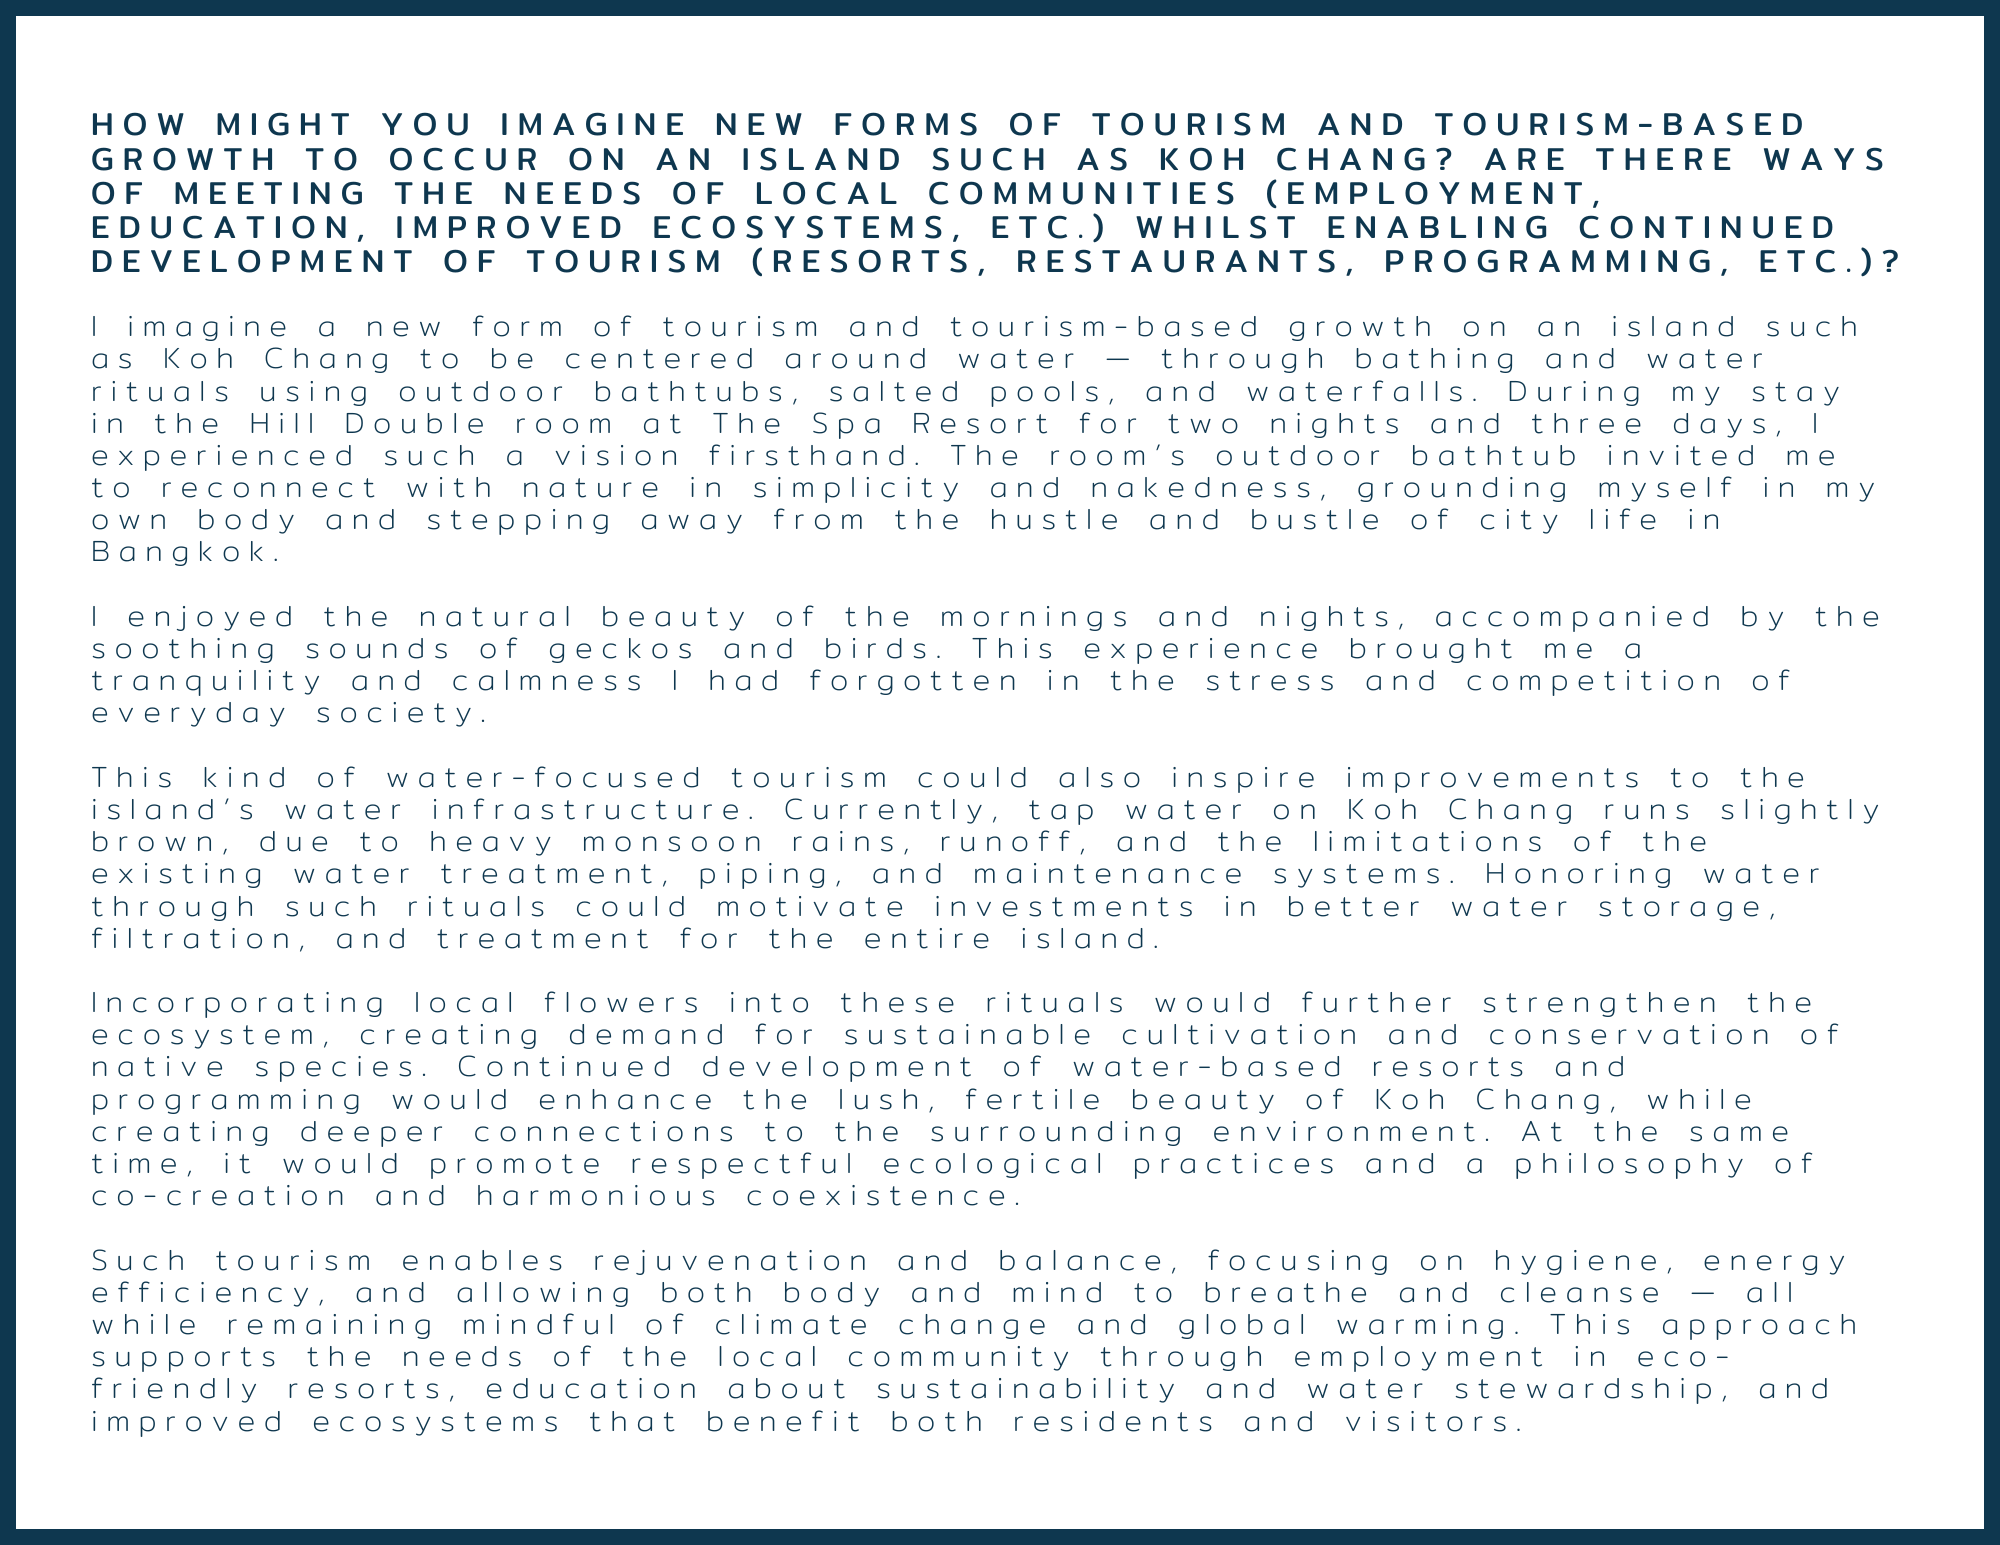 HOW MIGHT YOU IMAGINE NEW FORMS OF TOURISM AND TOURISM-BASED
GROWTH TO OCCUR ON AN ISLAND SUCH AS KOH CHANG? ARE THERE WAYS
OF MEETING THE NEEDS OF LOCAL COMMUNITIES (EMPLOYMENT,
EDUCATION, IMPROVED ECOSYSTEMS, ETC.) WHILST ENABLING CONTINUED
DEVELOPMENT OF TOURISM (RESORTS, RESTAURANTS, PROGRAMMING, ETC.)?
I imagine a new form of tourism and tourism-based growth on an island such
as Koh Chang to be centered around water — through bathing and water
rituals using outdoor bathtubs, salted pools, and waterfalls. During my stay
in the Hill Double room at The Spa Resort for two nights and three days, I
experienced such a vision firsthand. The room’s outdoor bathtub invited me
to reconnect with nature in simplicity and nakedness, grounding myself in my
own body and stepping away from the hustle and bustle of city life in
Bangkok.
I enjoyed the natural beauty of the mornings and nights, accompanied by the
soothing sounds of geckos and birds. This experience brought me a
tranquility and calmness I had forgotten in the stress and competition of
everyday society.
This kind of water-focused tourism could also inspire improvements to the
island’s water infrastructure. Currently, tap water on Koh Chang runs slightly
brown, due to heavy monsoon rains, runoff, and the limitations of the
existing water treatment, piping, and maintenance systems. Honoring water
through such rituals could motivate investments in better water storage,
filtration, and treatment for the entire island.
Incorporating local flowers into these rituals would further strengthen the
ecosystem, creating demand for sustainable cultivation and conservation of
native species. Continued development of water-based resorts and
programming would enhance the lush, fertile beauty of Koh Chang, while
creating deeper connections to the surrounding environment. At the same
time, it would promote respectful ecological practices and a philosophy of
co-creation and harmonious coexistence.
Such tourism enables rejuvenation and balance, focusing on hygiene, energy
efficiency, and allowing both body and mind to breathe and cleanse — all
while remaining mindful of climate change and global warming. This approach
supports the needs of the local community through employment in eco-
friendly resorts, education about sustainability and water stewardship, and
improved ecosystems that benefit both residents and visitors.